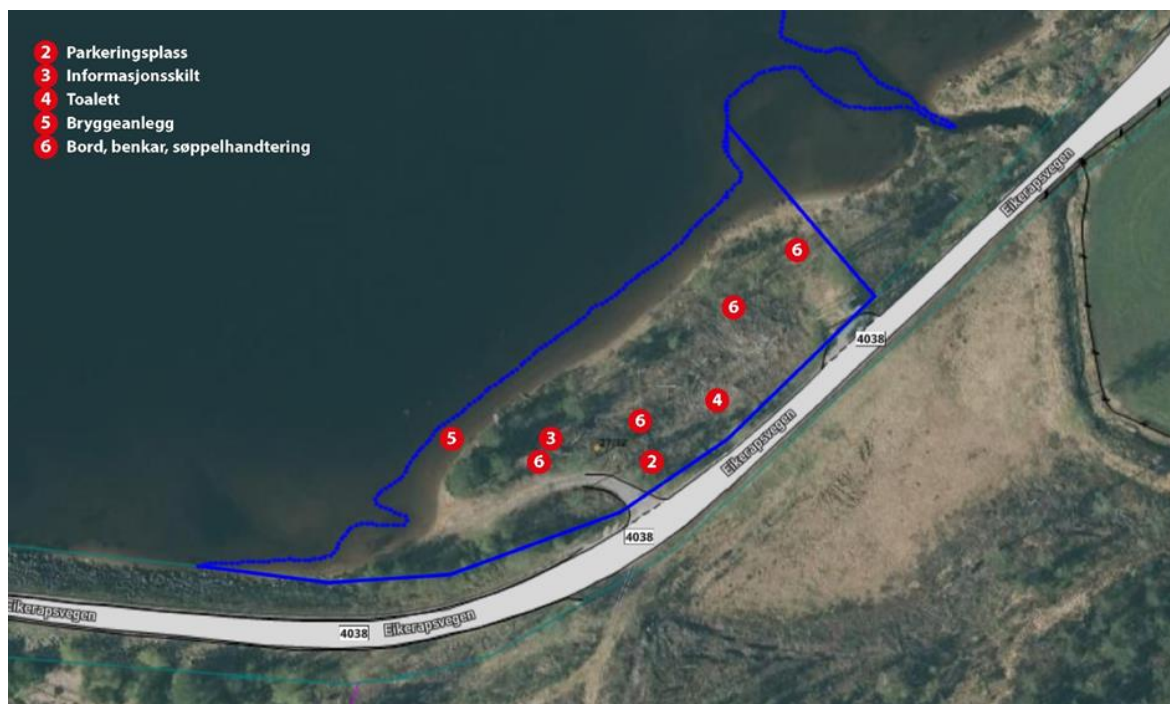 2 Parkeringsplass
3 Informasjonsskilt
4 Toalett
5 Bryggeanlegg
6 Bord, benkar, søppelhandtering
Eikerapsvegen
6
6
4038
4
6
Eikerapsvegen
5
3
6
2
4038
Eikerapsvegen
4038
Eikerapsvegen